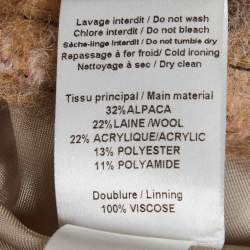 Lavage interdit / Do not wash
Chlore interdit / Do not bleach
Séche-linge Interdit / Do not tumble dry
Repassage à fer froid / Cold ironing
Nettoyage à sec / Dry clean
Tissu principal / Main material
32%ALPACA
22%LAINE/WOOL
22% ACRYLIQUE/ACRYLIC
13% POLYESTER
11% POLYAMIDE
Doublure / Linning
100% VISCOSE